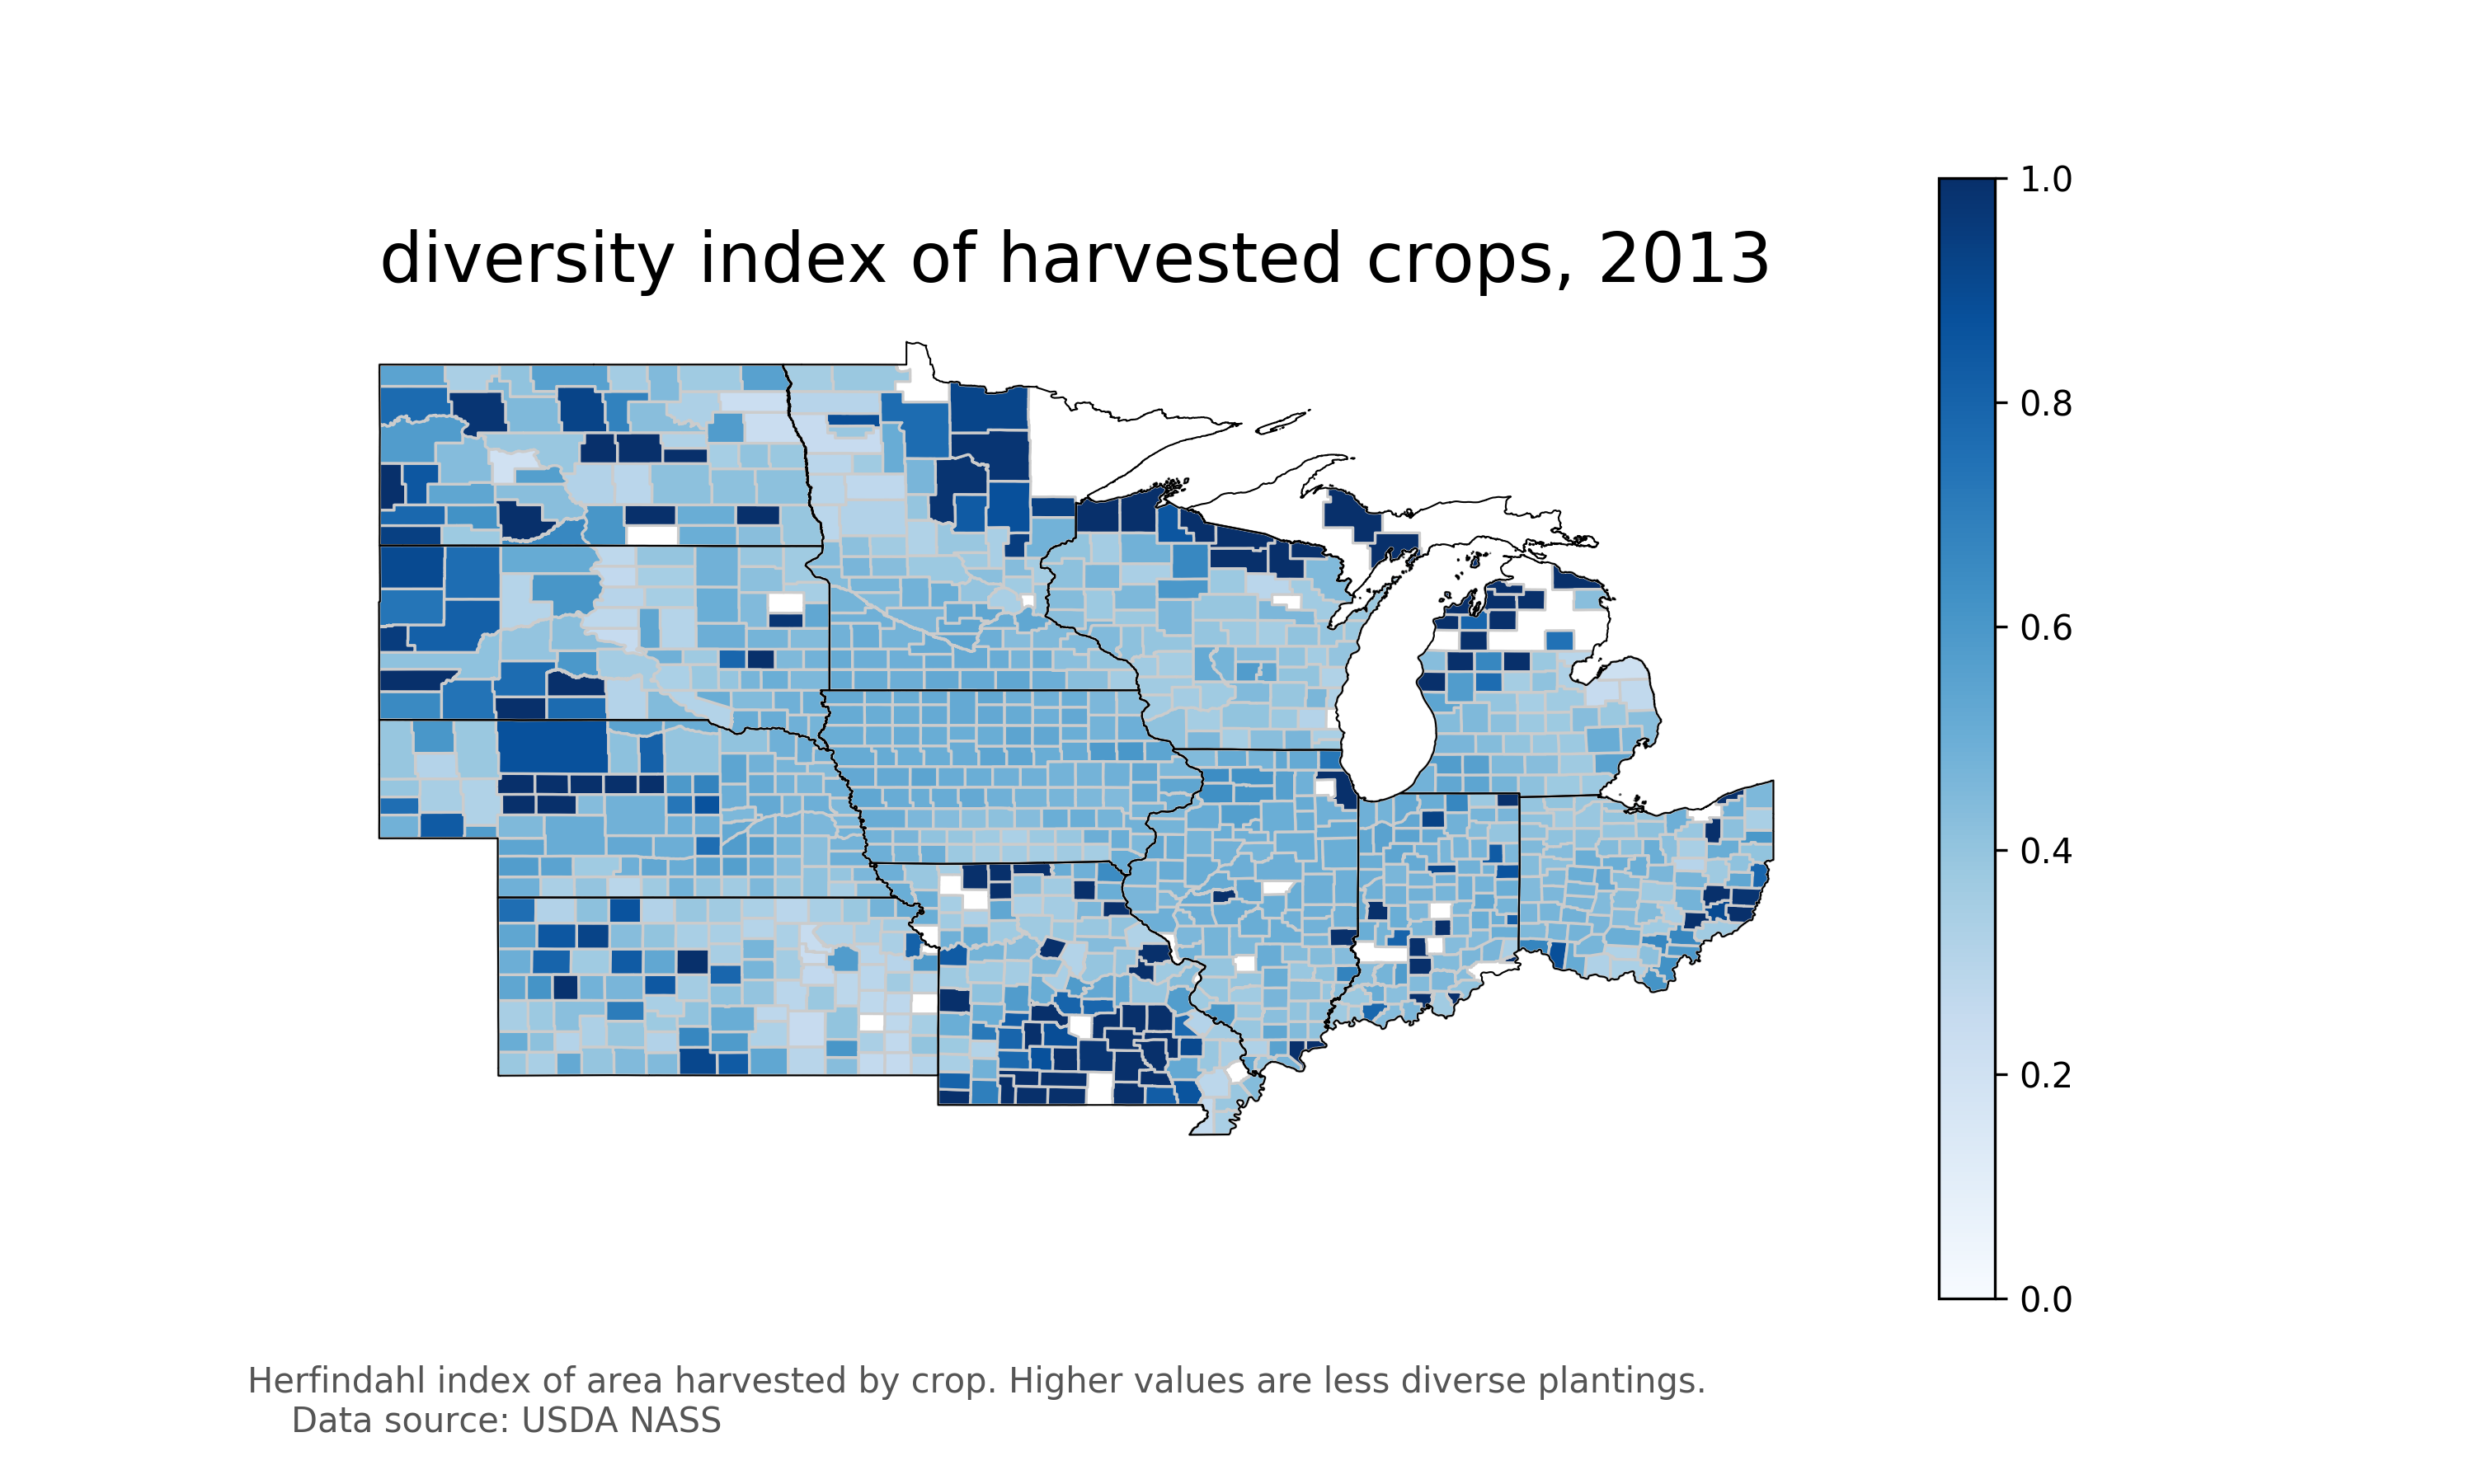 diversity index of harvested crops, 2013
1.0
0.8
0.6
0.4
0.2
0.0
Herfindahl index of area harvested by crop. Higher values are less diverse plantings.
Data source: USDA NASS